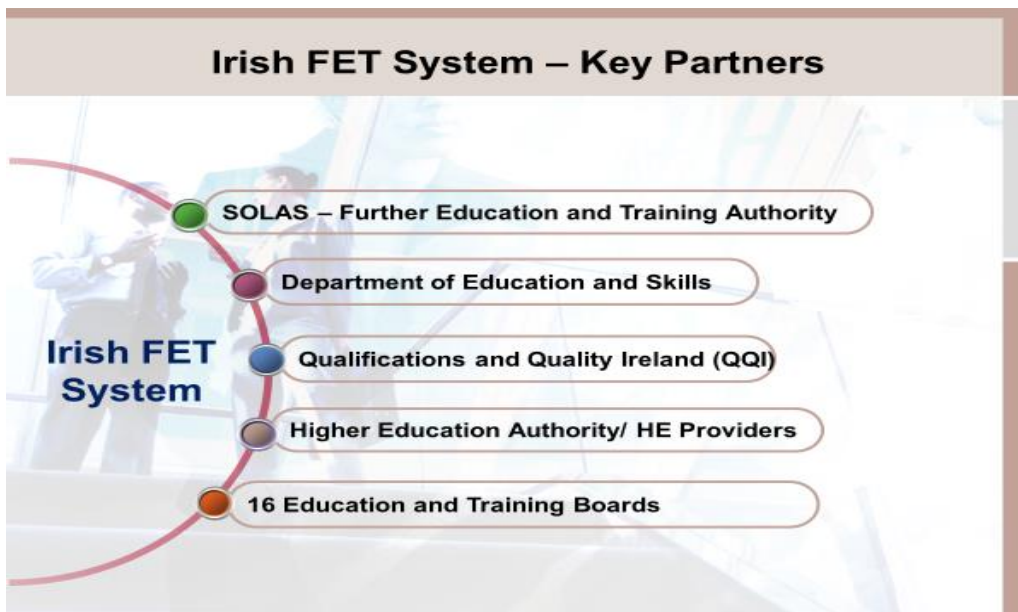 Irish FET System – Key Partners
SOLAS – Further Education and Training Authority
Department of Education and Skills
Irish FET
System
Qualifications and Quality Ireland (QQI)
Higher Education Authority/ HE Providers
16 Education and Training Boards